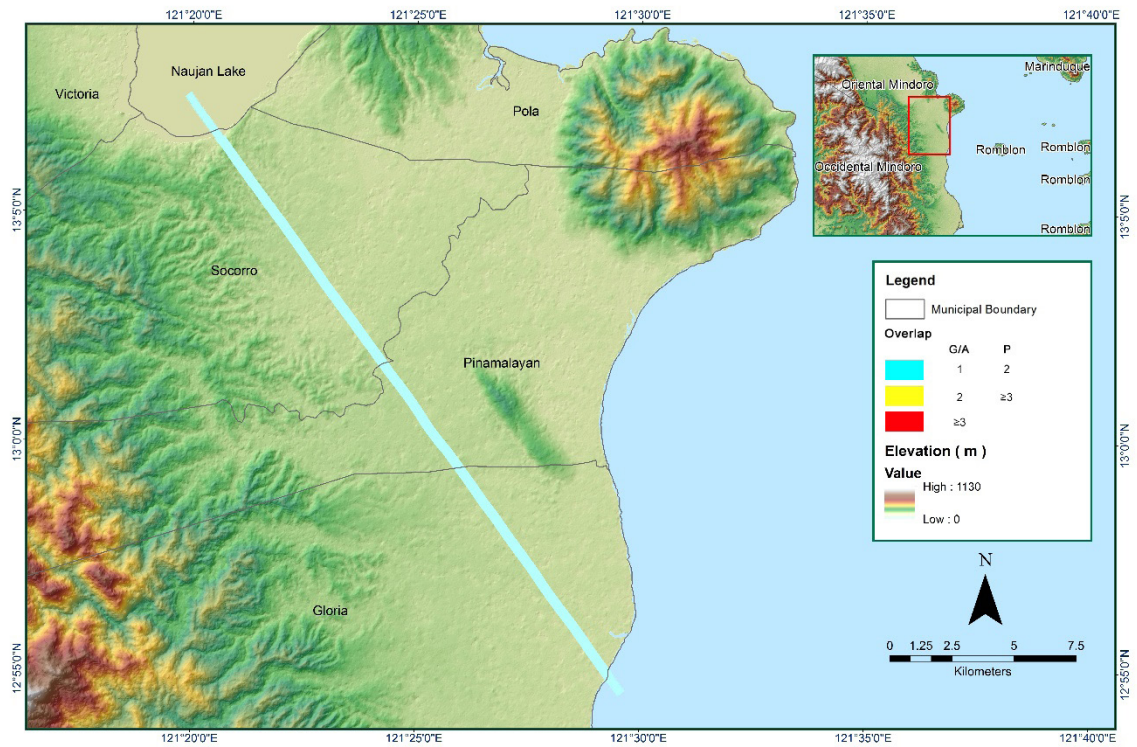 121°20'0"E 121°25'0"E 121°30'0"E 121°35'0"E 121°40'0"E
Naujan Lake
Victoria
Pola
Socorro
Pinamalayan
Gloria
13°5'0"N
13°0'0"N
12°55'0"N
Marinduque
Oriental Mindoro
Romblon
Romblon
Occidental Mindoro
Romblon
Romblon
13°5'0"N
13°0'0"N
12°55'0"N
Legend
Municipal Boundary
Overlap
G/A P
1 2
2 ≥3
≥3
Elevation ( m )
Value
High : 1130
Low : 0
N
0 1.25 2.5 5 7.5
Kilometers
121°20'0"E 121°25'0"E 121°30'0"E 121°35'0"E 121°40'0"E